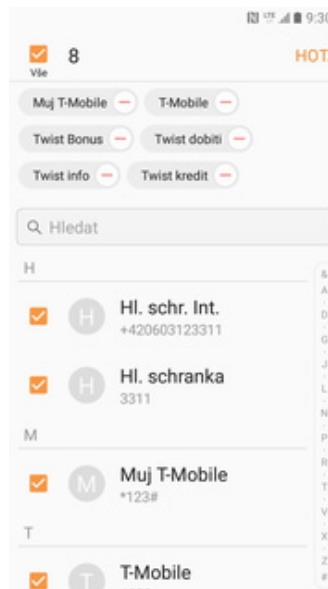 LTE 9:30
8 HOT
Vše
Muj T-Mobile T-Mobile
Twist Bonus Twist dobiti
Twist info Twist kredit
Hledat
H
H Hl. schr. Int.
+420603123311
H Hl. schranka
3311
M
M Muj T-Mobile
*123#
T
T T-Mobile
&
A
D
G
J
L
N
P
R
T
V
X
Z
#